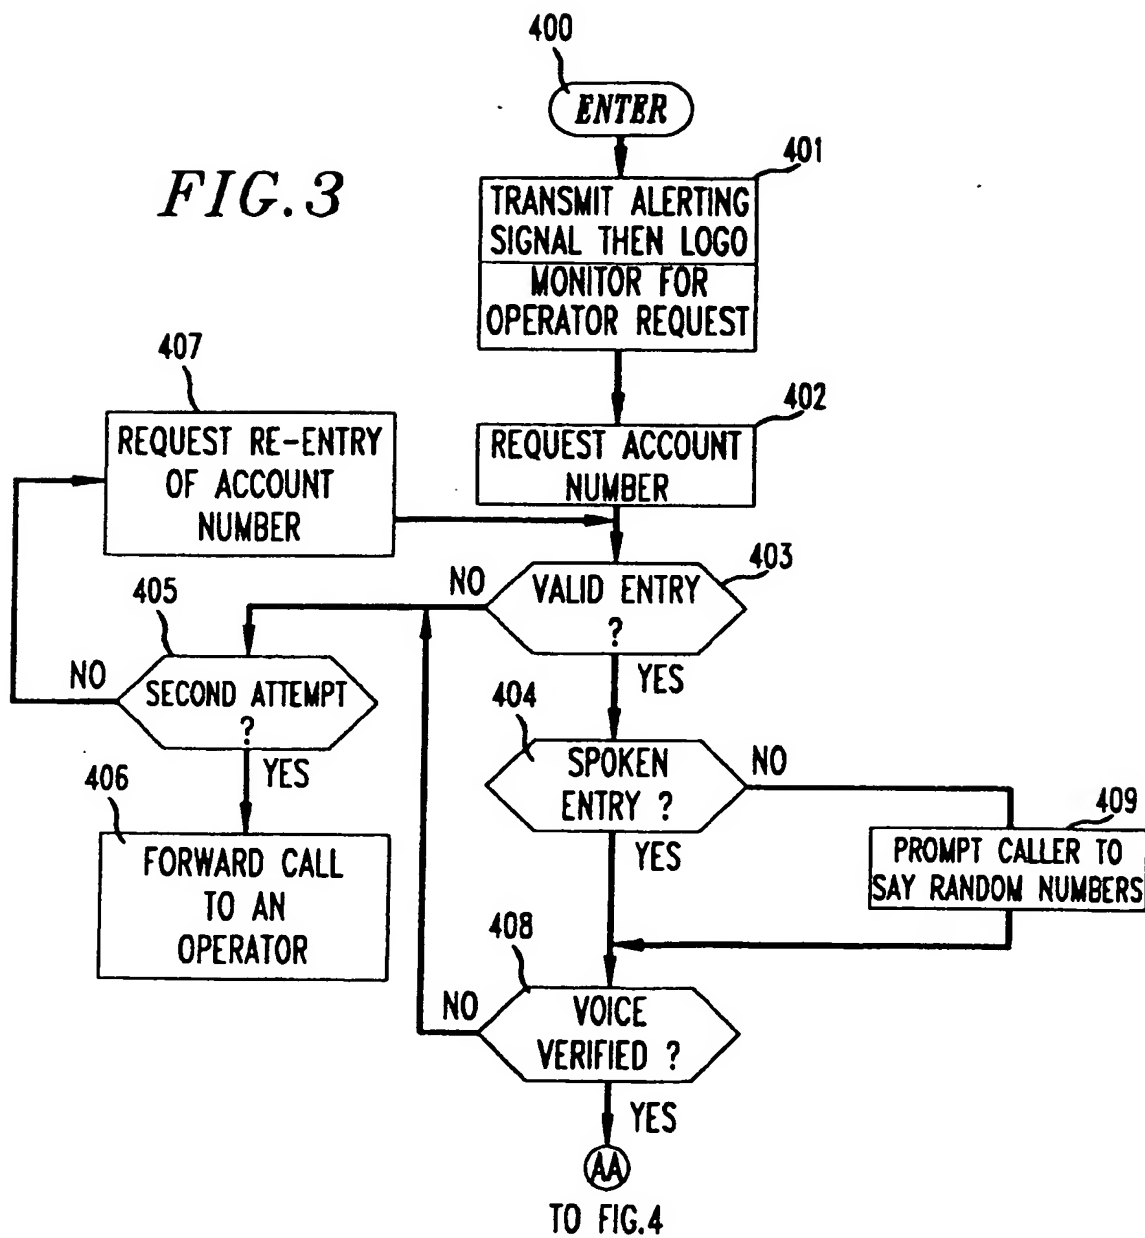 400
ENTER
FIG.3
401
TRANSMIT ALERTING
SIGNAL THEN LOGO
MONITOR FOR
OPERATOR REQUEST
407
REQUEST RE-ENTRY
OF ACCOUNT
NUMBER
402
REQUEST ACCOUNT
NUMBER
403
VALID ENTRY
?
NO
YES
405
SECOND ATTEMPT
?
NO
YES
406
FORWARD CALL
TO AN
OPERATOR
404
SPOKEN
ENTRY ?
NO
YES
409
PROMPT CALLER TO
SAY RANDOM NUMBERS
408
VOICE
VERIFIED ?
NO
YES
AA
TO FIG.4